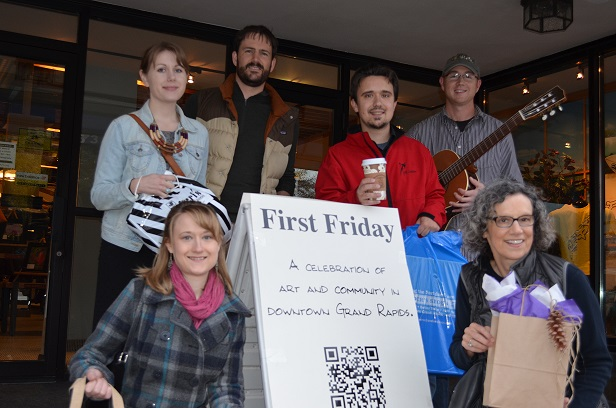 First Friday
A celebration of
art and community in
downtown Grand Rapids.